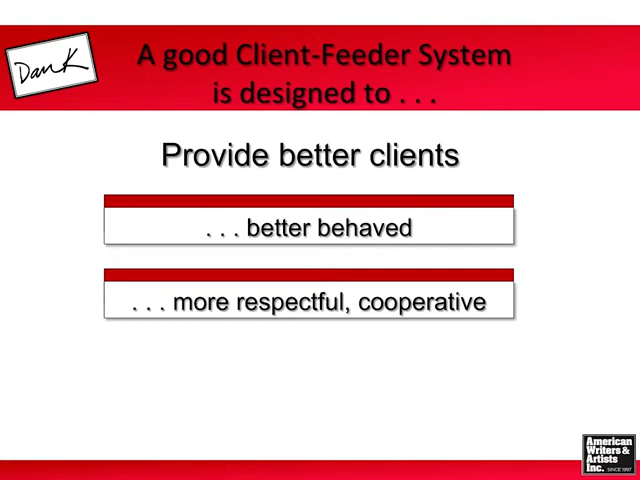 Dan K
A good Client-Feeder System
is designed to . . .
Provide better clients
. . . better behaved
. . . more respectful, cooperative
American
Writers &
Artists
Inc.
SINCE 1997